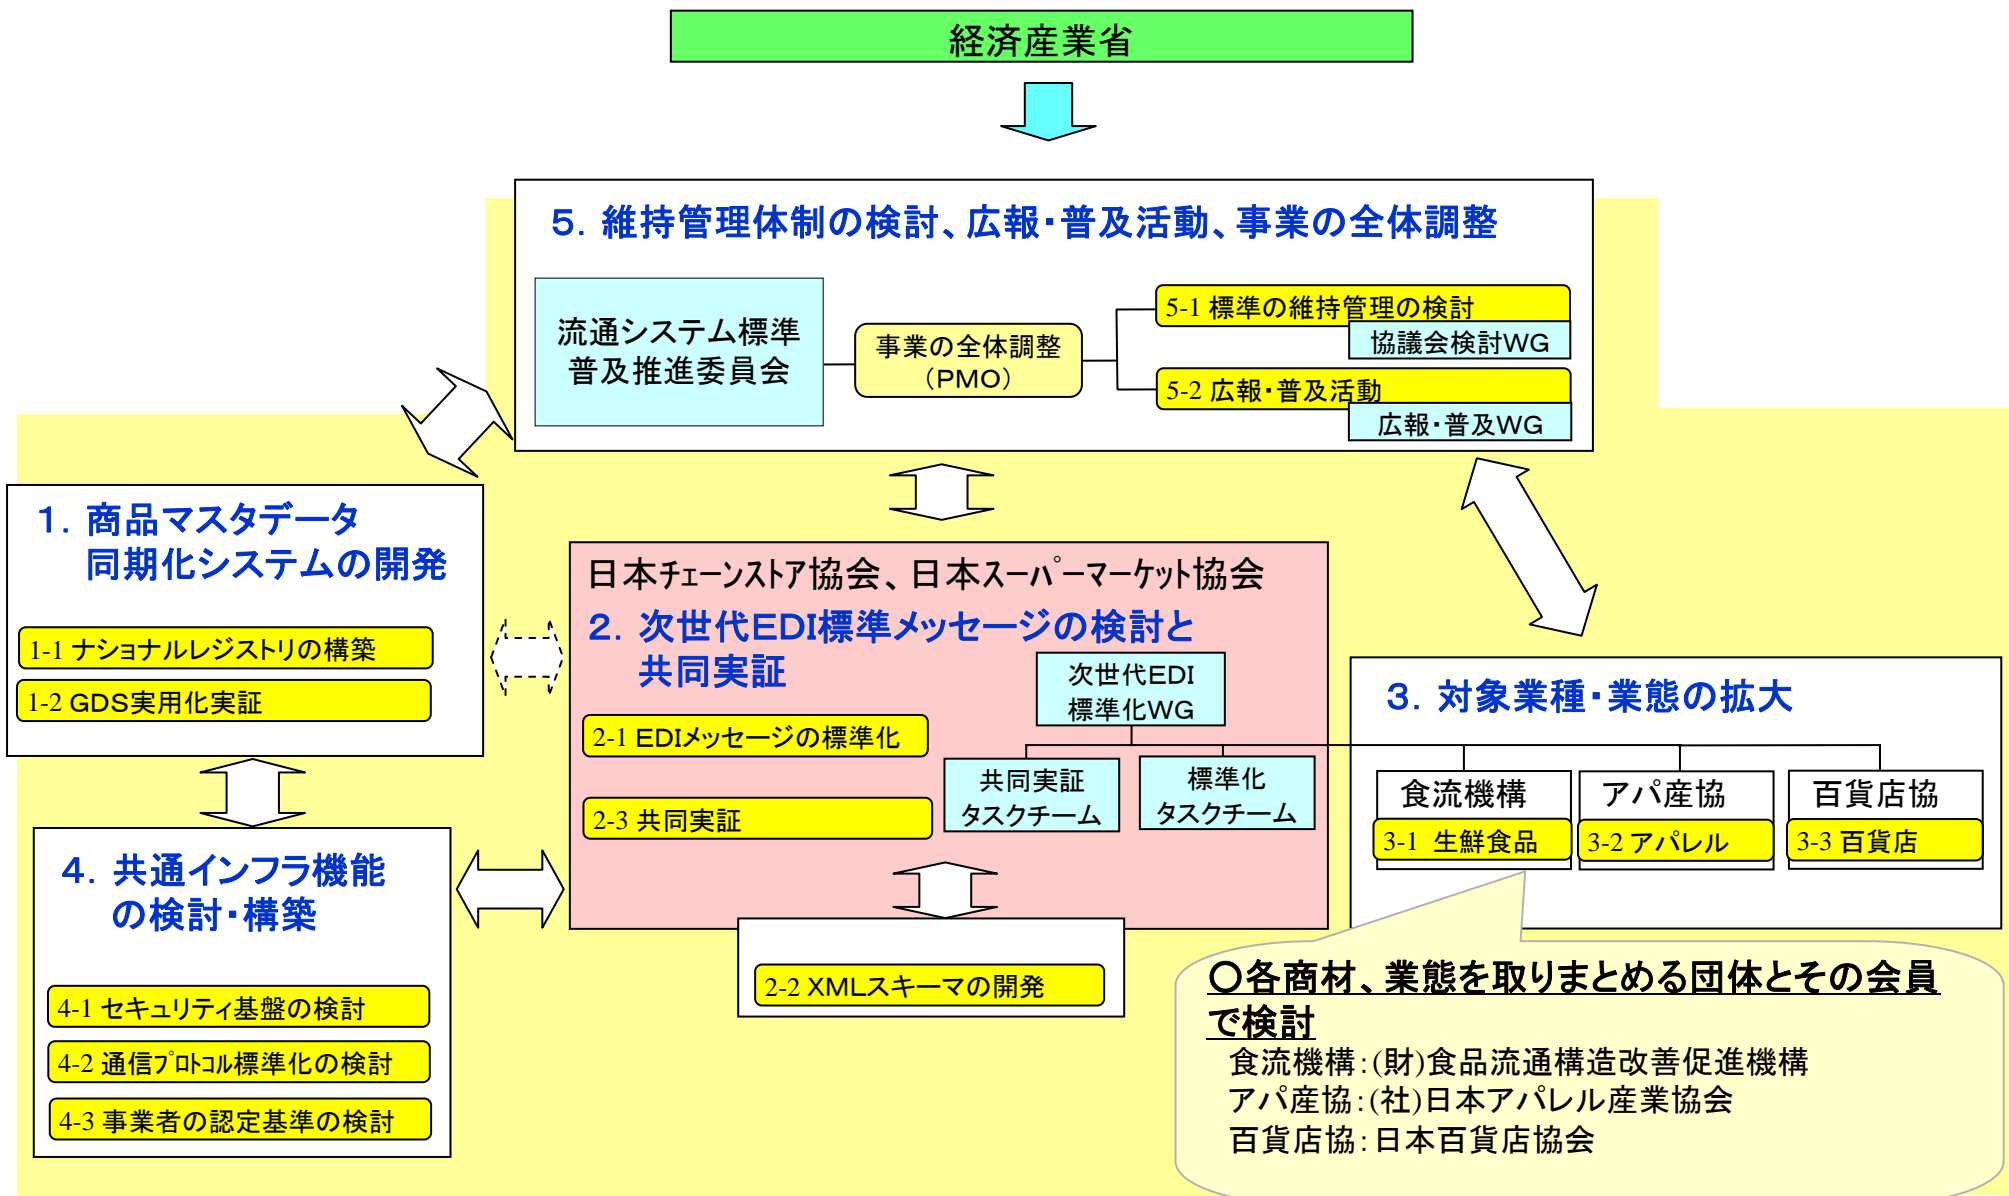 経済産業省
5．維持管理体制の検討、広報・普及活動、事業の全体調整
流通システム標準
普及推進委員会
事業の全体調整
（PMO）
5-1 標準の維持管理の検討
協議会検討WG
5-2 広報・普及活動
広報・普及WG
1．商品マスタデータ
同期化システムの開発
1-1 ナショナルレジストリの構築
1-2 GDS実用化実証
日本チェーンストア協会、日本スーパーマーケット協会
2．次世代EDI標準メッセージの検討と
共同実証
次世代EDI
標準化WG
2-1 EDIメッセージの標準化
2-3 共同実証
共同実証
タスクチーム
標準化
タスクチーム
2-2 XMLスキーマの開発
3．対象業種・業態の拡大
食流機構
3-1 生鮮食品
アパ産協
3-2 アパレル
百貨店協
3-3 百貨店
4．共通インフラ機能
の検討・構築
4-1 セキュリティ基盤の検討
4-2 通信プロトコル標準化の検討
4-3 事業者の認定基準の検討
○各商材、業態を取りまとめる団体とその会員
で検討
食流機構：(財)食品流通構造改善促進機構
アパ産協：(社)日本アパレル産業協会
百貨店協：日本百貨店協会